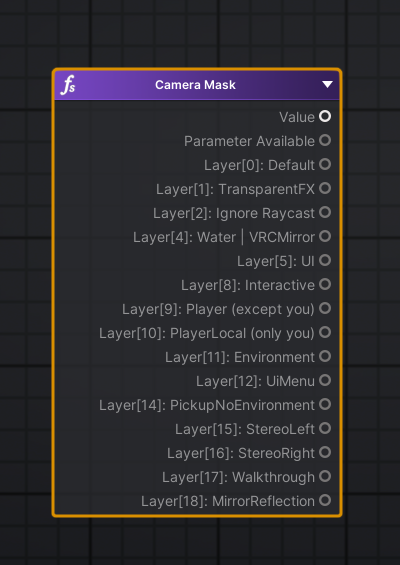 fs
Camera Mask
Value
Parameter Available
Layer[0]: Default
Layer[1]: TransparentFX
Layer[2]: Ignore Raycast
Layer[4]: Water | VRCMirror
Layer[5]: UI
Layer[8]: Interactive
Layer[9]: Player (except you)
Layer[10]: PlayerLocal (only you)
Layer[11]: Environment
Layer[12]: UiMenu
Layer[14]: PickupNoEnvironment
Layer[15]: StereoLeft
Layer[16]: StereoRight
Layer[17]: Walkthrough
Layer[18]: MirrorReflection